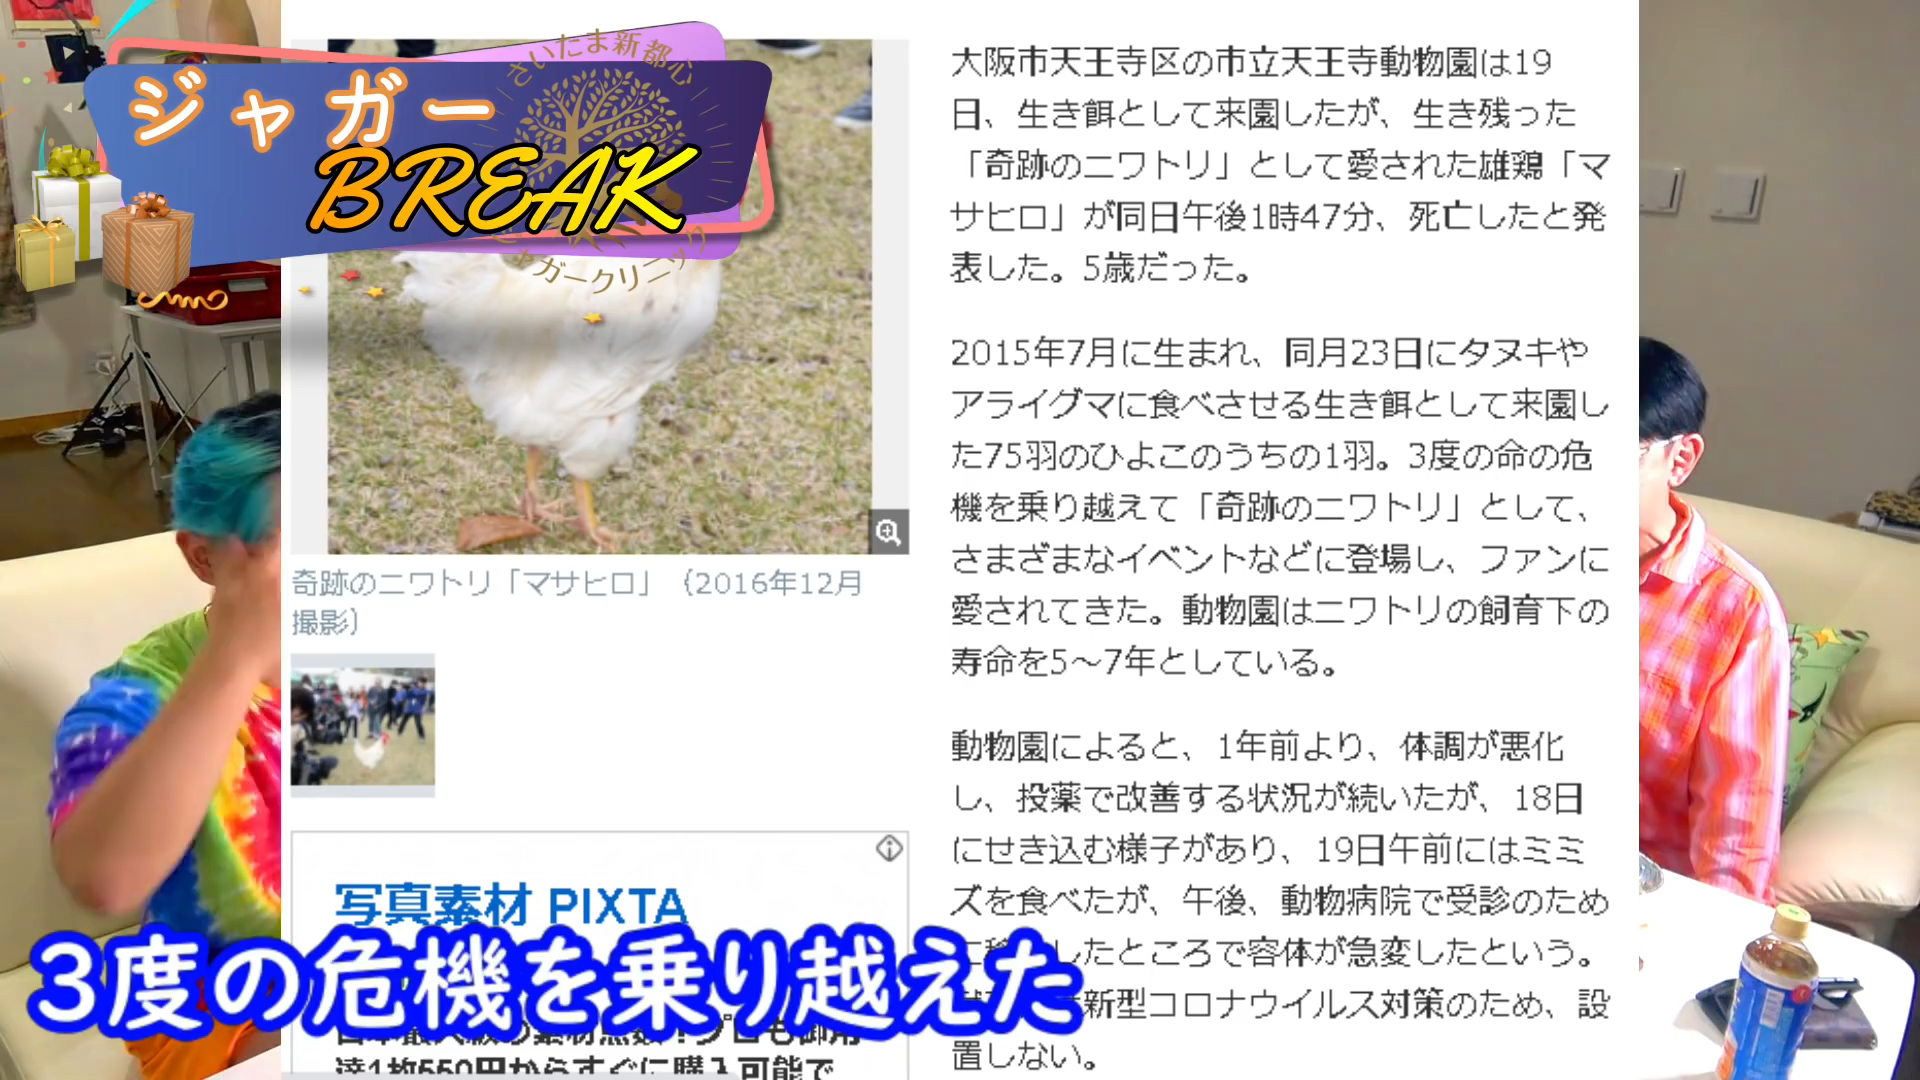 さいたま新都心
ジャガー
BREAK
ジャガークリニック
大阪市天王寺区の市立天王寺動物園は19
日、生き餌として来園したが、生き残った
「奇跡のニワトリ」として愛された雄鶏「マ
サヒロ」が同日午後1時47分、死亡したと発
表した。5歳だった。
2015年7月に生まれ、同月23日にタヌキや
アライグマに食べさせる生き餌として来園し
た75羽のひよこのうちの1羽。3度の命の危
機を乗り越えて「奇跡のニワトリ」として、
さまざまなイベントなどに登場し、ファンに
愛されてきた。動物園はニワトリの飼育下の
寿命を5～7年としている。
動物園によると、1年前より、体調が悪化
し、投薬で改善する状況が続いたが、18日
にせき込む様子があり、19日午前にはミミ
ズを食べたが、午後、動物病院で受診のため
したところで容体が急変したという。
新型コロナウイルス対策のため、設
置しない。
奇跡のニワトリ「マサヒロ」（2016年12月
撮影）
写真素材 PIXTA
3度の危機を乗り越えた
達1枚550円からすぐに購入可能で